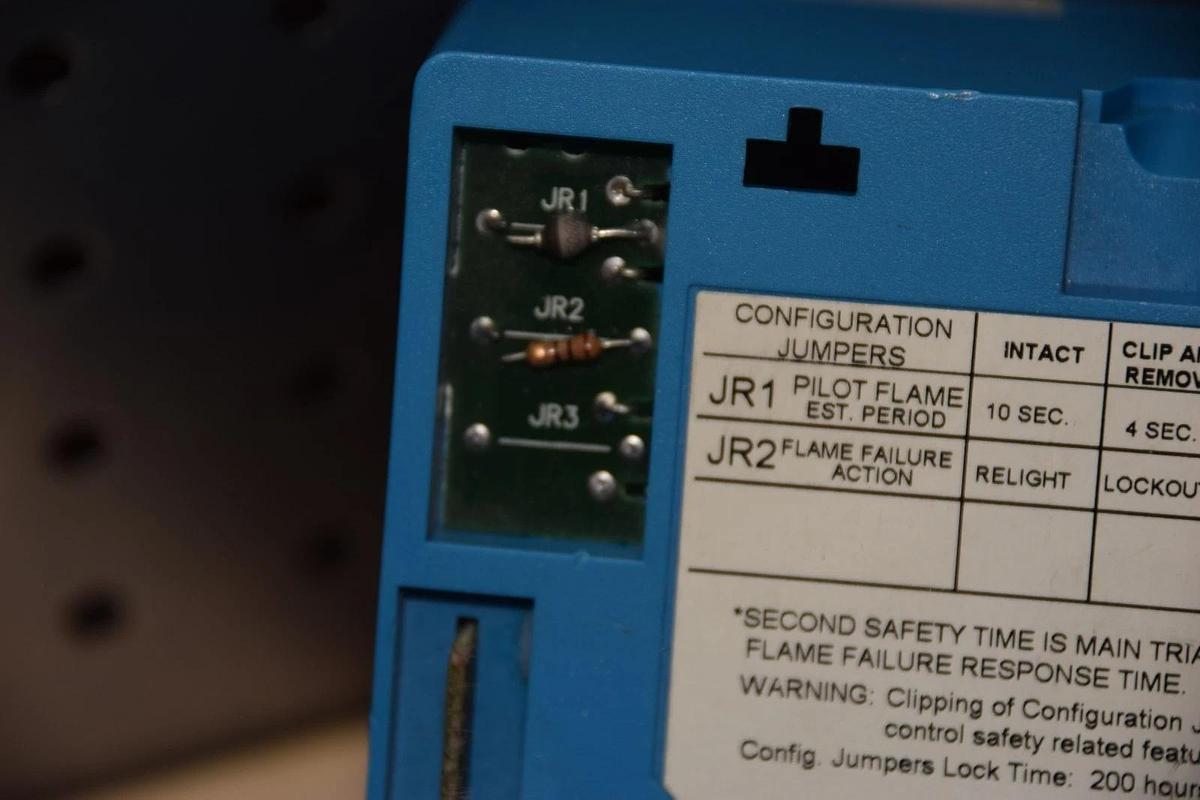 JR1
JR2
JR3
CONFIGURATION JUMPERS
INTACT
CLIP
JR1 PILOT FLAME EST. PERIOD
10 SEC.
4 SEC.
JR2 FLAME FAILURE ACTION
RELIGHT
*SECOND SAFETY TIME IS MAIN
FLAME FAILURE RESPONSE TIME.
WARNING: Clipping of Configuration
control safety related
Config. Jumpers Lock Time: 200